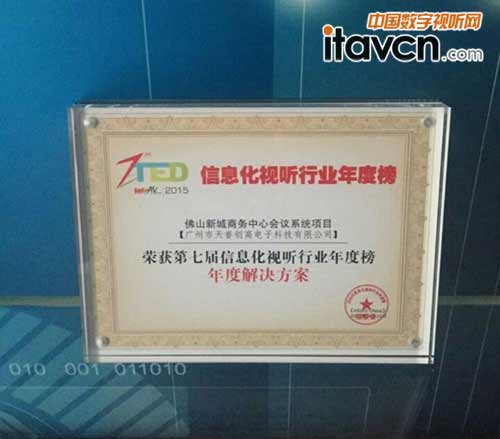 中国数字视听网
itavcn.com
ZTED
InfoAV 2015
信息化视听行业年度榜
佛山新城商务中心会议系统项目
【广州市天誉创高电子科技有限公司】
荣获第七届信息化视听行业年度榜
年度解决方案
010 001 011010